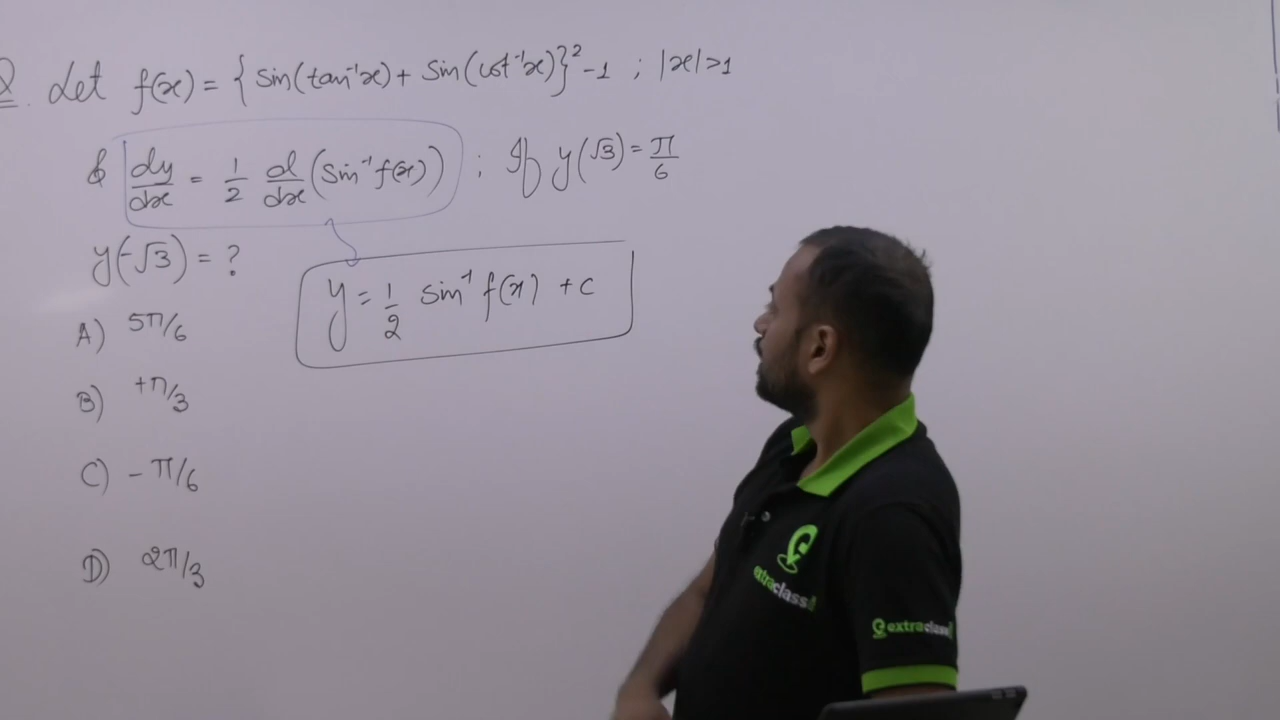 Q. Let f(x) = { sin(tan⁻¹x) + sin(cot⁻¹x)}² - 1 ; |x| > 1
& dy/dx = 1/2 d/dx (sin⁻¹ f(x)) ; If y(√3) = π/6
y(-√3) = ?
y = 1/2 sin⁻¹ f(x) + c
A) 5π/6
B) +π/3
C) - π/6
D) 2π/3
extraclass
extraclass